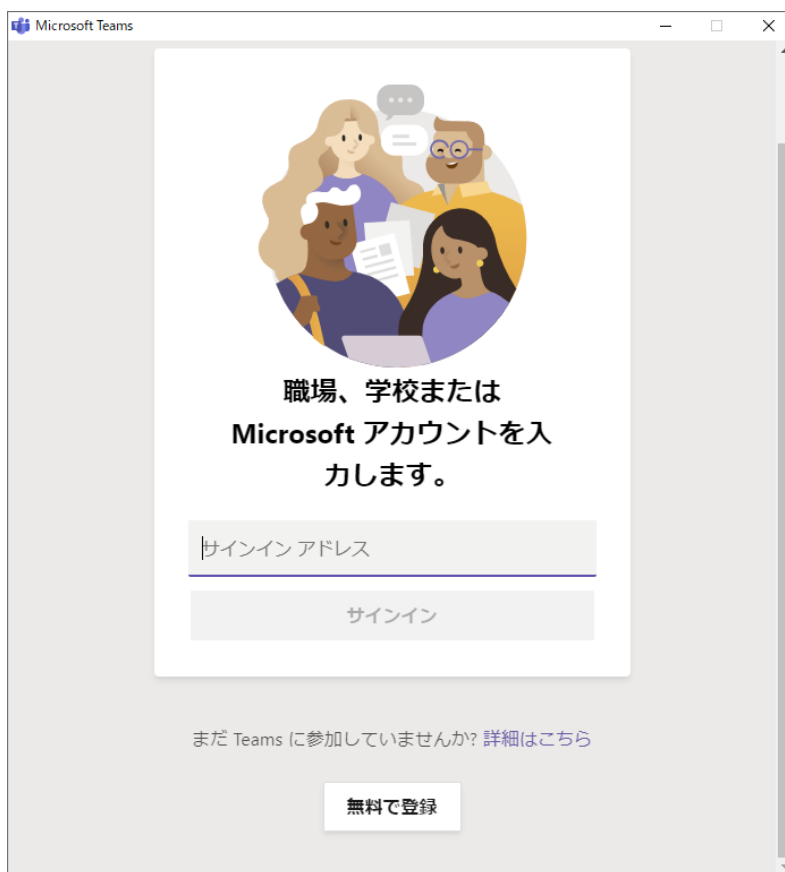 Microsoft Teams
職場、学校または
Microsoft アカウントを入
力します。
サインイン アドレス
サインイン
まだ Teams に参加していませんか? 詳細はこちら
無料で登録